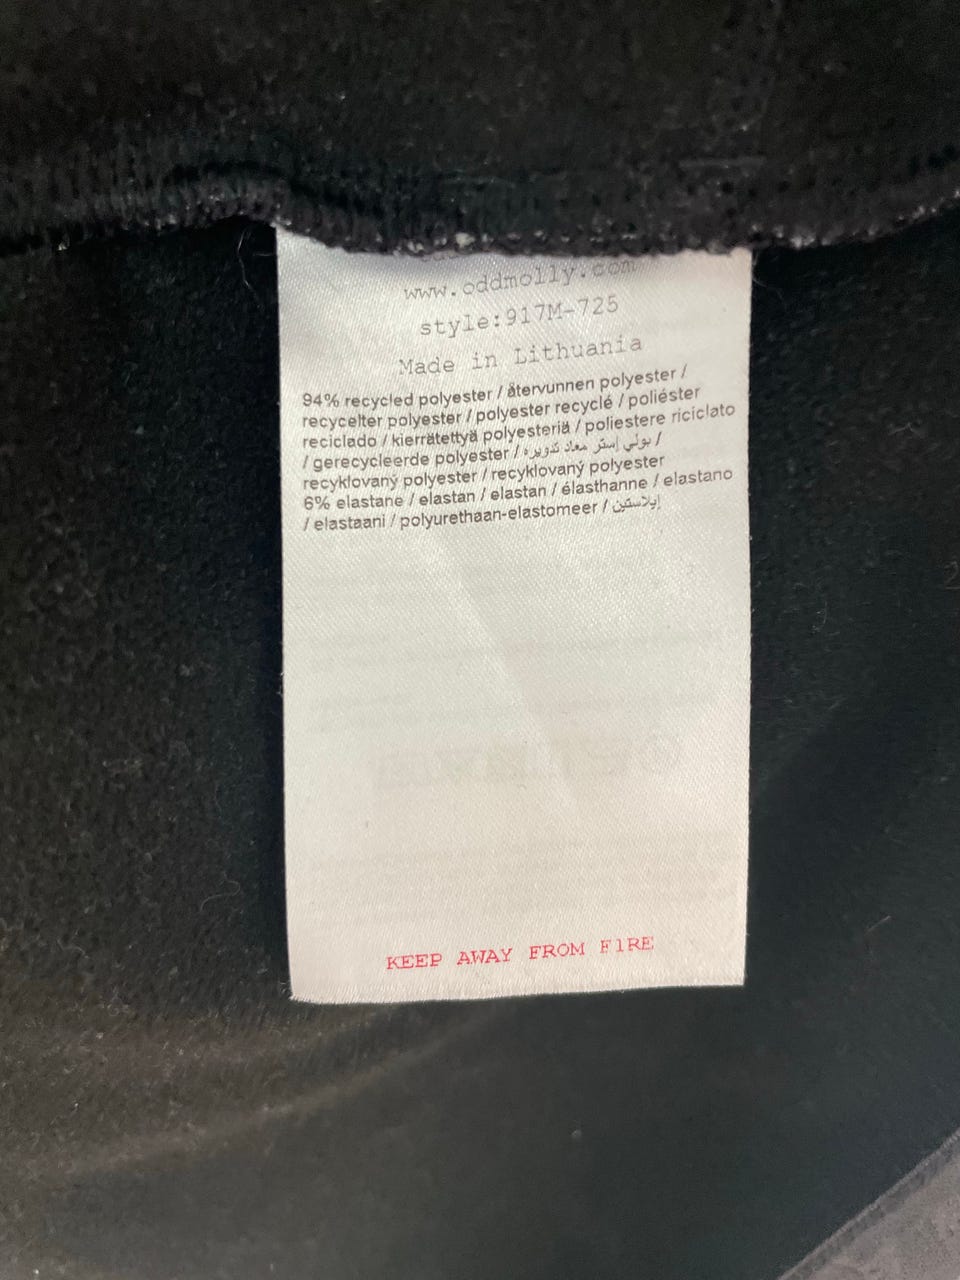 www.oddmolly.com
style:917M-725
Made in Lithuania
94% recycled polyester / återvunnen polyester /
recycelter polyester / polyester recyclé / poliéster
reciclado / kierrätettyä polyesteriä / poliestere riciclato
/ gerecycleerde polyester / بولي إستر معاد تدويره /
recyklovaný polyester / recyklovaný polyester
6% elastane / elastan / elastan / élasthanne / elastano
/ elastaani / polyurethaan-elastomeer / إيلاستين
KEEP AWAY FROM FIRE